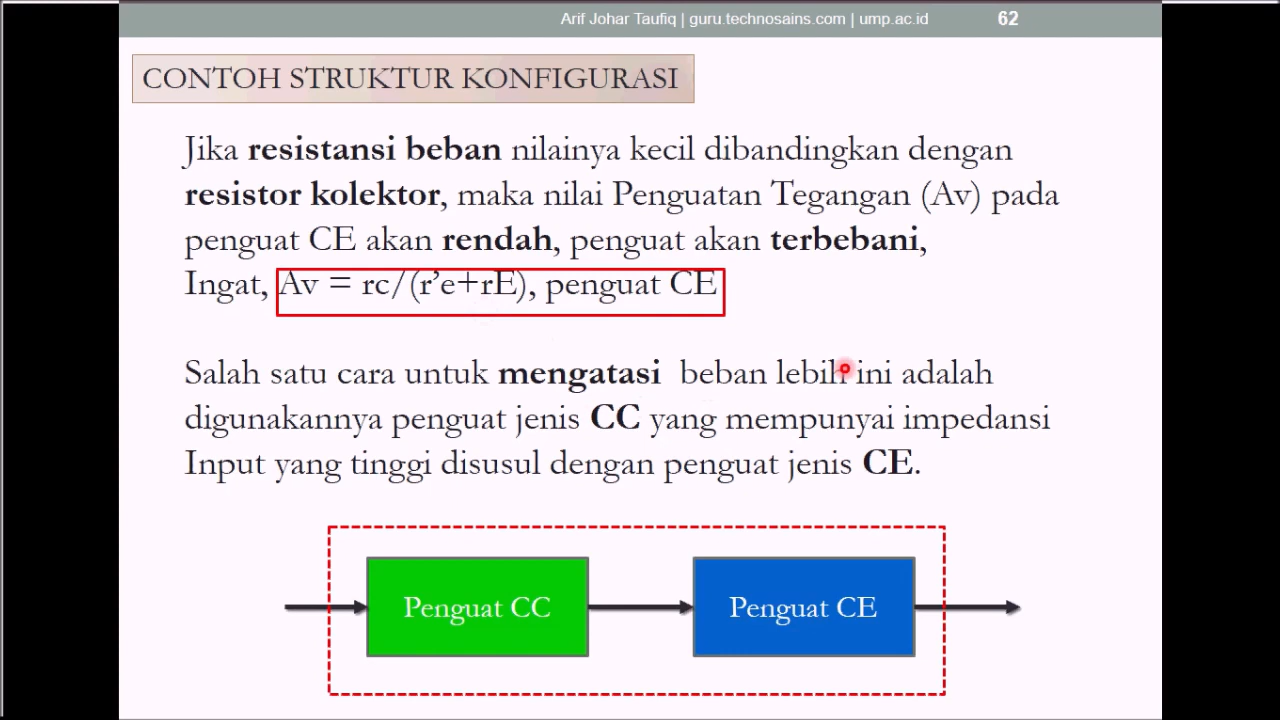 Arif Johar Taufiq | guru.technosains.com | ump.ac.id 62
CONTOH STRUKTUR KONFIGURASI
Jika resistansi beban nilainya kecil dibandingkan dengan
resistor kolektor, maka nilai Penguatan Tegangan (Av) pada
penguat CE akan rendah, penguat akan terbebani,
Ingat, Av = rc/(r’e+rE), penguat CE
Salah satu cara untuk mengatasi beban lebih ini adalah
digunakannya penguat jenis CC yang mempunyai impedansi
Input yang tinggi disusul dengan penguat jenis CE.
Penguat CC
Penguat CE